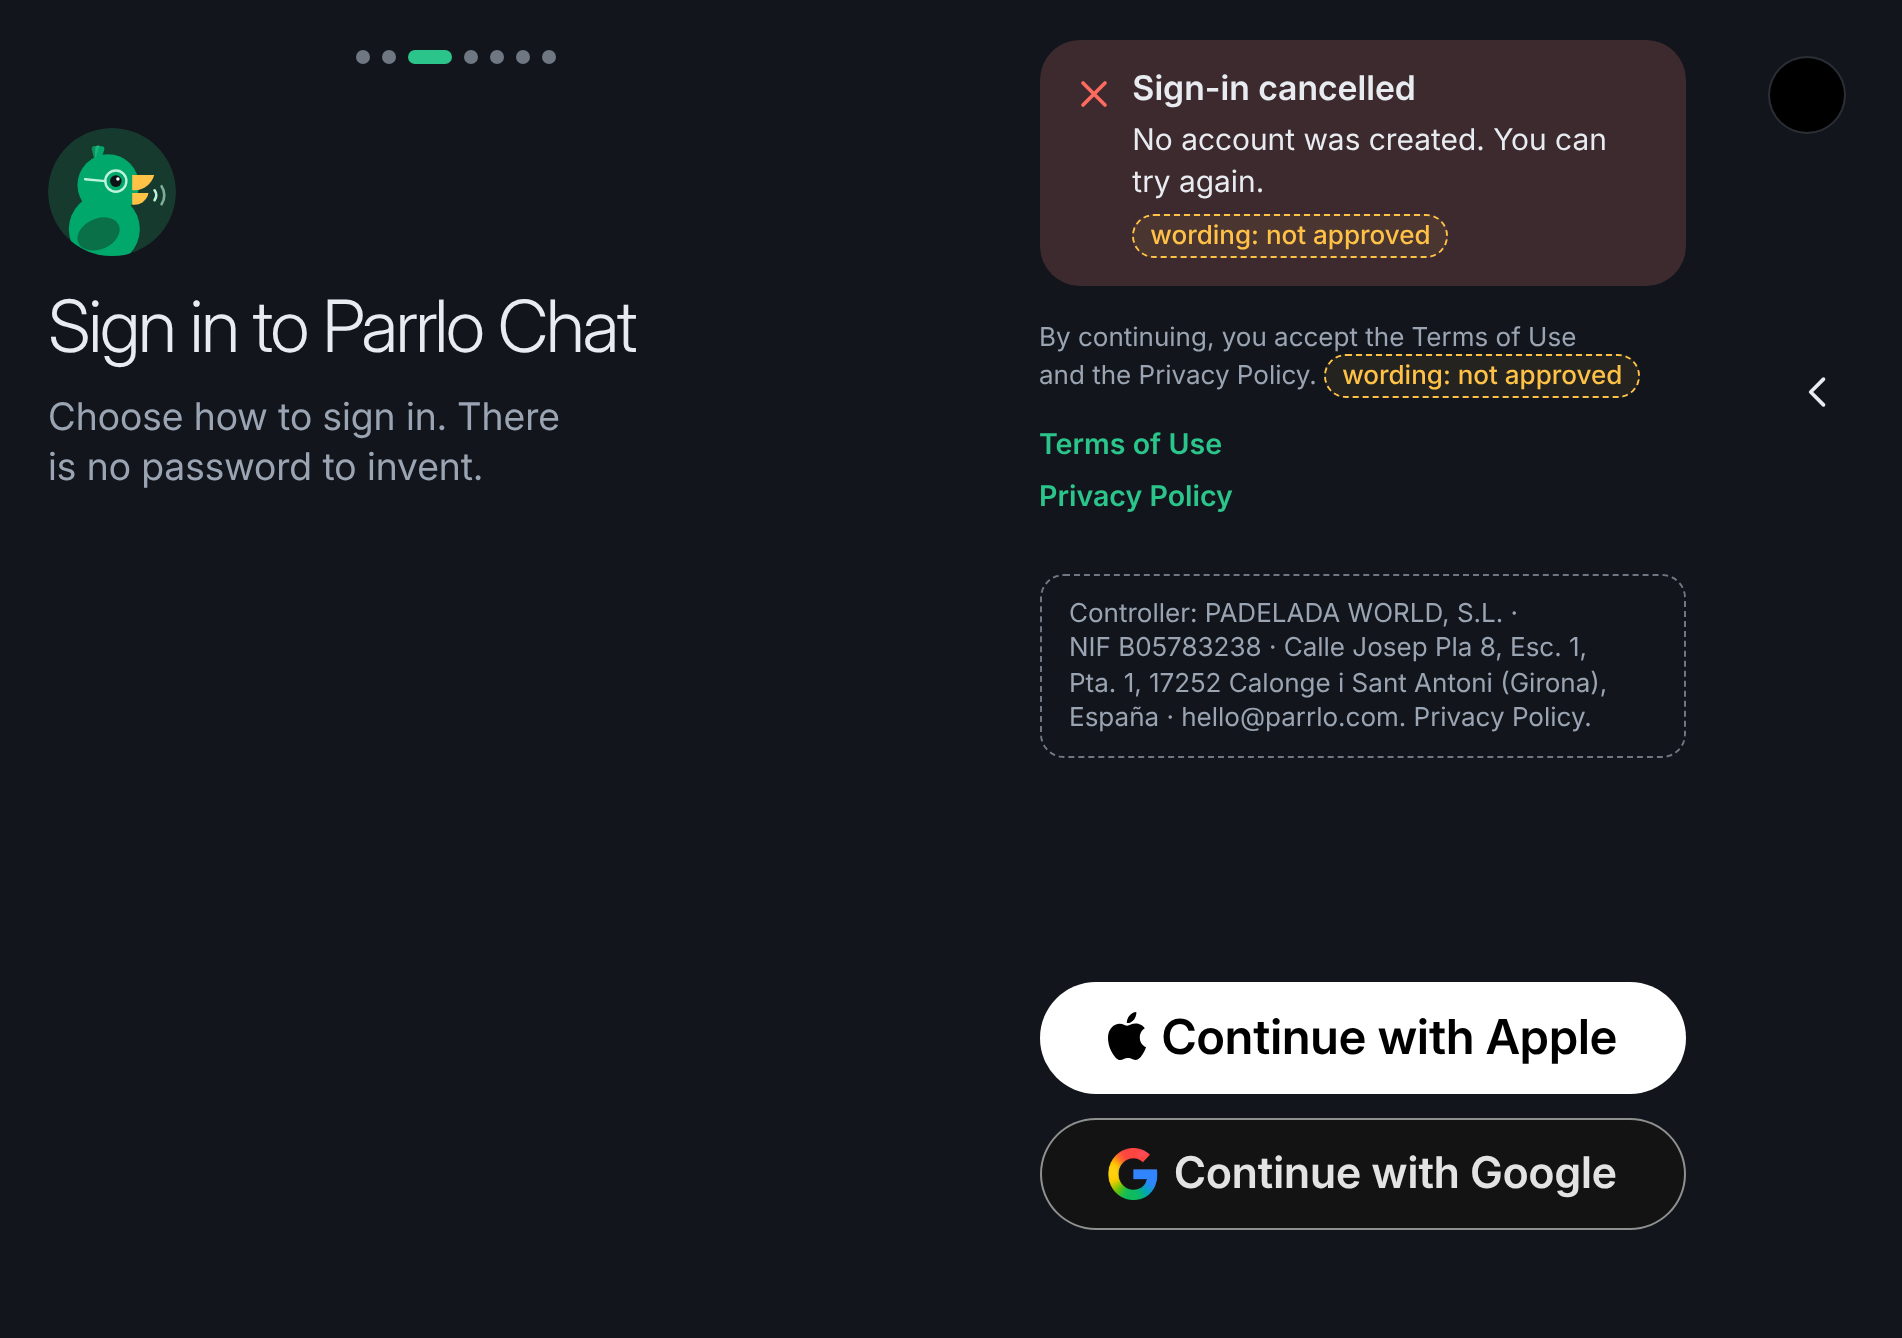 Sign in to Parrlo Chat
Choose how to sign in. There
is no password to invent.
Sign-in cancelled
No account was created. You can
try again.
wording: not approved
By continuing, you accept the Terms of Use
and the Privacy Policy. wording: not approved
Terms of Use
Privacy Policy
Controller: PADELADA WORLD, S.L. ·
NIF B05783238 · Calle Josep Pla 8, Esc. 1,
Pta. 1, 17252 Calonge i Sant Antoni (Girona),
España · hello@parrlo.com. Privacy Policy.
Continue with Apple
Continue with Google